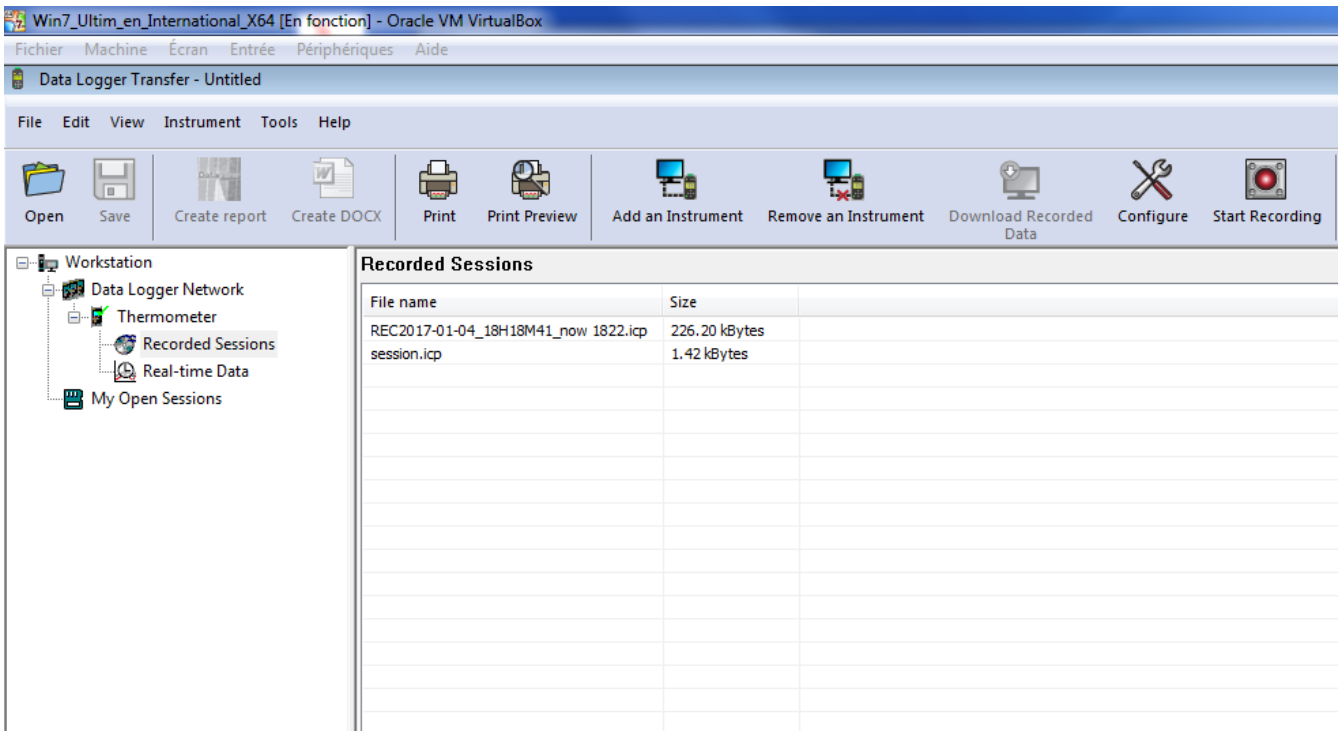 Win7_Ultim_en_International_X64 [En fonction] - Oracle VM VirtualBox
Fichier Machine Écran Entrée Périphériques Aide
Data Logger Transfer - Untitled
File Edit View Instrument Tools Help
Open Save Create report Create DOCX Print Print Preview Add an Instrument Remove an Instrument Download Recorded Data Configure Start Recording
Workstation
Data Logger Network
Thermometer
Recorded Sessions
Real-time Data
My Open Sessions
Recorded Sessions
File name Size
REC2017-01-04_18H18M41_now 1822.icp 226.20 kBytes
session.icp 1.42 kBytes